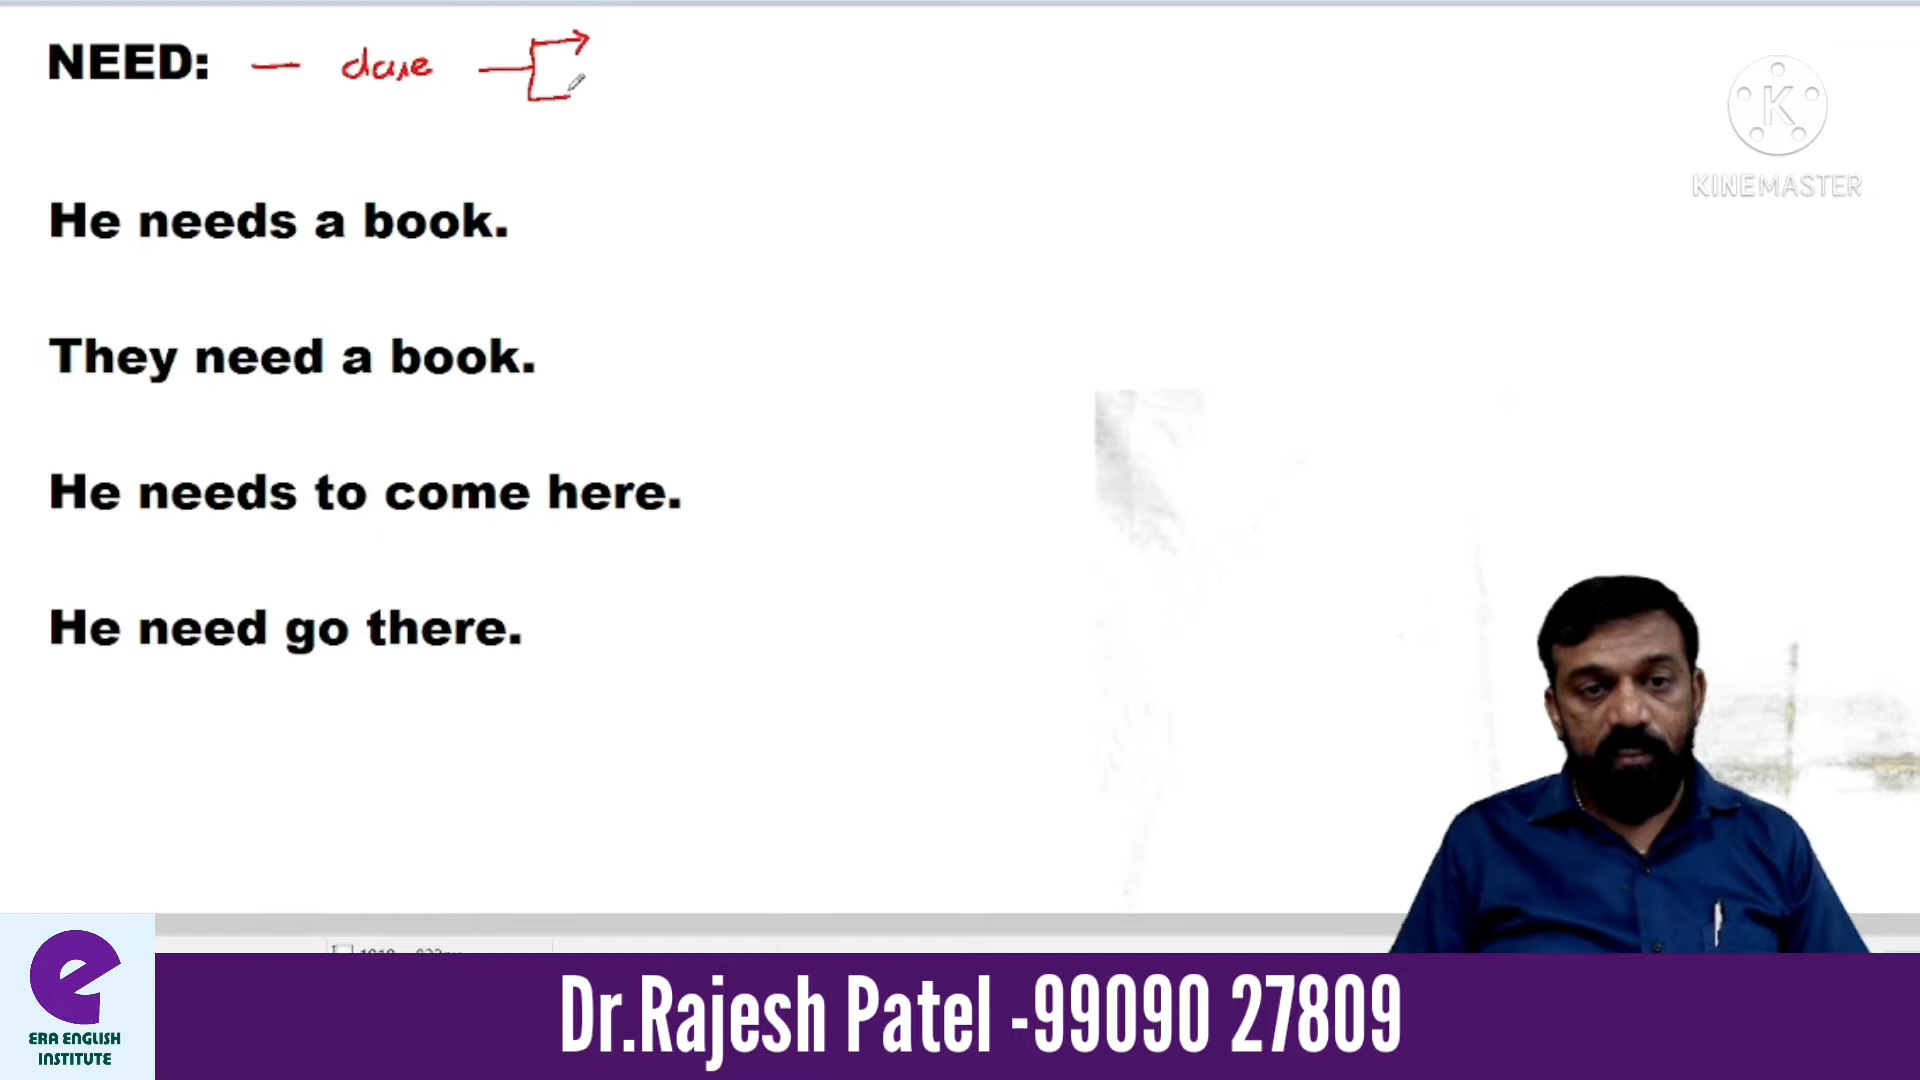 NEED: — dare
KINEMASTER
He needs a book.
They need a book.
He needs to come here.
He need go there.
ERA ENGLISH
INSTITUTE
Dr.Rajesh Patel -99090 27809